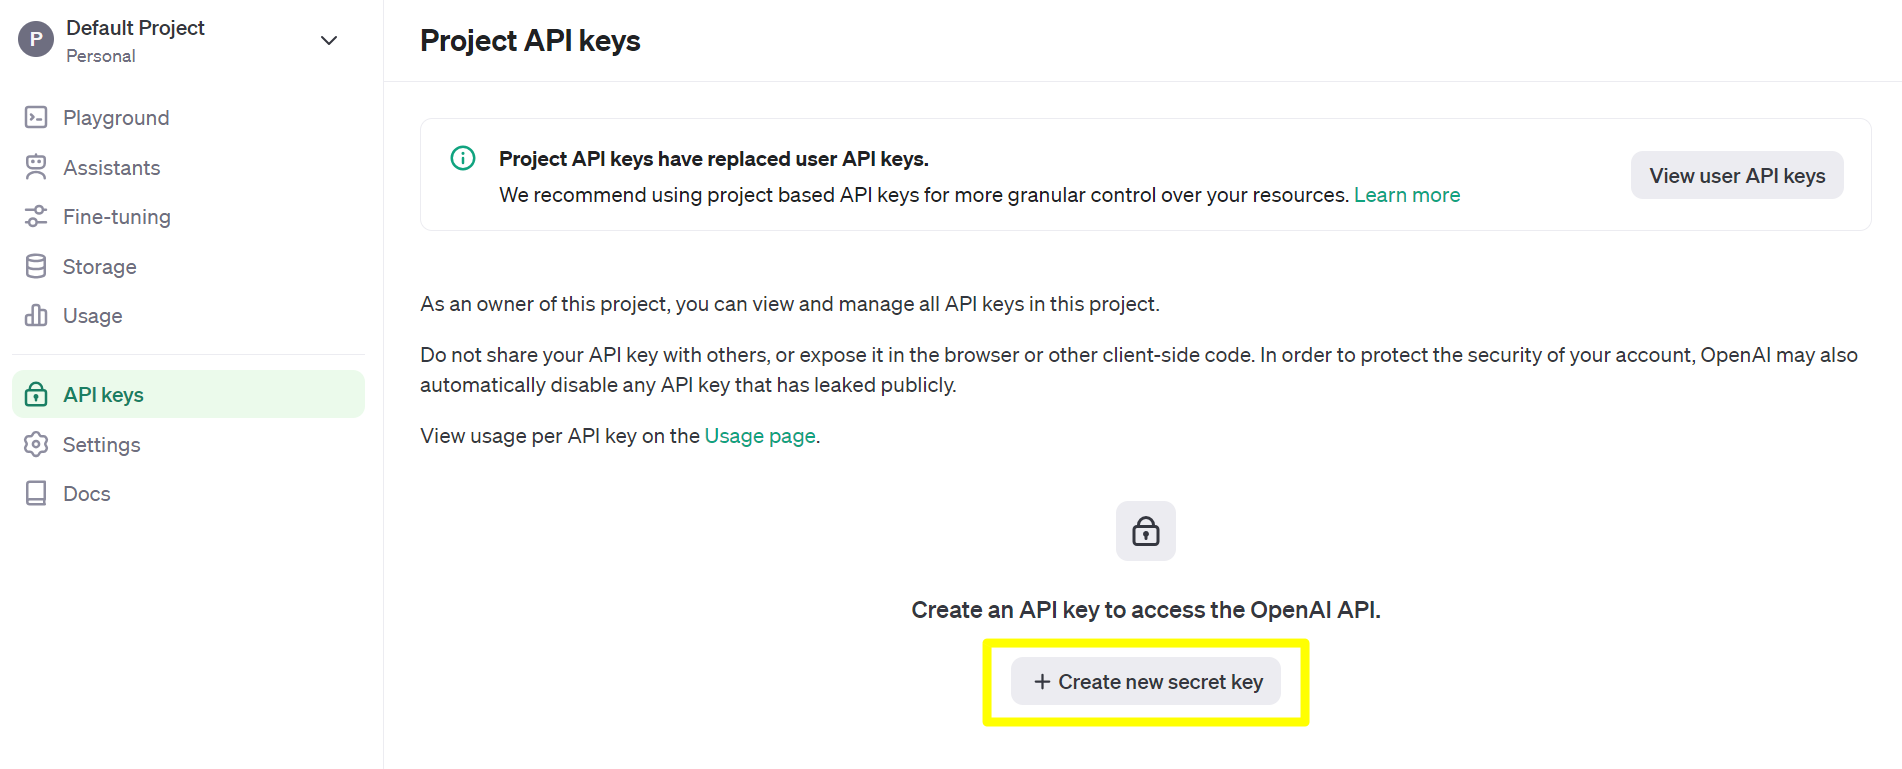 P
Default Project
Personal
Playground
Assistants
Fine-tuning
Storage
Usage
API keys
Settings
Docs
Project API keys
Project API keys have replaced user API keys.
We recommend using project based API keys for more granular control over your resources. Learn more
View user API keys
As an owner of this project, you can view and manage all API keys in this project.
Do not share your API key with others, or expose it in the browser or other client-side code. In order to protect the security of your account, OpenAI may also
automatically disable any API key that has leaked publicly.
View usage per API key on the Usage page.
Create an API key to access the OpenAI API.
+ Create new secret key